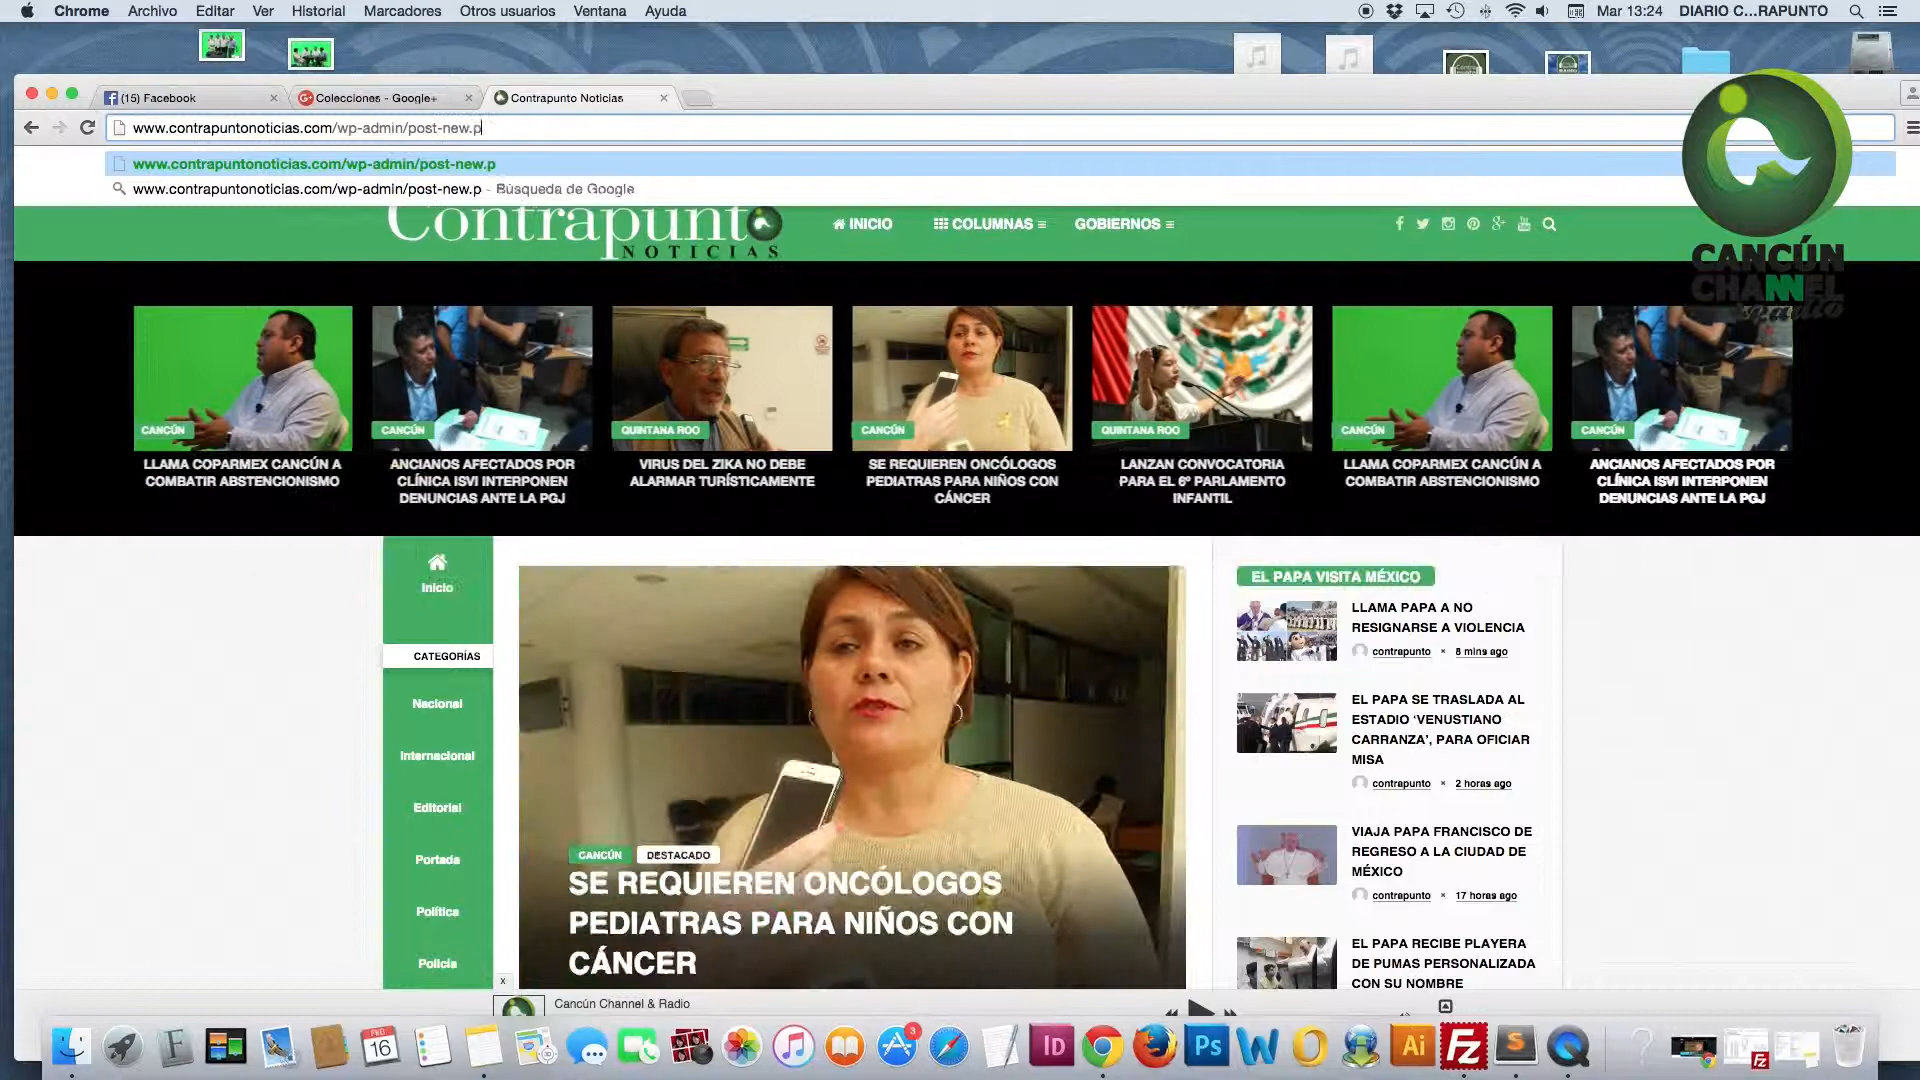 Chrome Archivo Editar Ver Historial Marcadores Otros usuarios Ventana Ayuda Mar 13:24 DIARIO C...RAPUNTO
(15) Facebook Colecciones - Google+ Contrapunto Noticias
www.contrapuntonoticias.com/wp-admin/post-new.p
www.contrapuntonoticias.com/wp-admin/post-new.p
www.contrapuntonoticias.com/wp-admin/post-new.p - Búsqueda de Google
Contrapunto
NOTICIAS
INICIO COLUMNAS GOBIERNOS
CANCÚN
CHANNEL
Radio
CANCÚN
LLAMA COPARMEX CANCÚN A
COMBATIR ABSTENCIONISMO
CANCÚN
ANCIANOS AFECTADOS POR
CLÍNICA ISVI INTERPONEN
DENUNCIAS ANTE LA PGJ
QUINTANA ROO
VIRUS DEL ZIKA NO DEBE
ALARMAR TURÍSTICAMENTE
CANCÚN
SE REQUIEREN ONCÓLOGOS
PEDIATRAS PARA NIÑOS CON
CÁNCER
QUINTANA ROO
LANZAN CONVOCATORIA
PARA EL 6º PARLAMENTO
INFANTIL
CANCÚN
LLAMA COPARMEX CANCÚN A
COMBATIR ABSTENCIONISMO
CANCÚN
ANCIANOS AFECTADOS POR
CLÍNICA ISVI INTERPONEN
DENUNCIAS ANTE LA PGJ
Inicio
CATEGORÍAS
Nacional
Internacional
Editorial
Portada
Política
Policía
CANCÚN DESTACADO
SE REQUIEREN ONCÓLOGOS
PEDIATRAS PARA NIÑOS CON
CÁNCER
EL PAPA VISITA MÉXICO
LLAMA PAPA A NO
RESIGNARSE A VIOLENCIA
contrapunto × 8 mins ago
EL PAPA SE TRASLADA AL
ESTADIO ‘VENUSTIANO
CARRANZA’, PARA OFICIAR
MISA
contrapunto × 2 horas ago
VIAJA PAPA FRANCISCO DE
REGRESO A LA CIUDAD DE
MÉXICO
contrapunto × 17 horas ago
EL PAPA RECIBE PLAYERA
DE PUMAS PERSONALIZADA
CON SU NOMBRE
x
Cancún Channel & Radio
FEB
16
3
Id
Ps
W
Ai
Fz
S